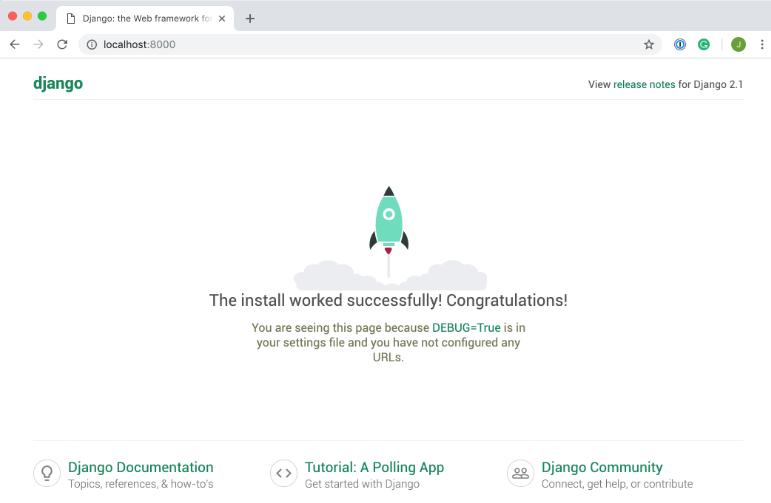 Django: the Web framework for
localhost:8000
J
django
View release notes for Django 2.1
The install worked successfully! Congratulations!
You are seeing this page because DEBUG=True is in
your settings file and you have not configured any
URLs.
Django Documentation
Topics, references, & how-to's
Tutorial: A Polling App
Get started with Django
Django Community
Connect, get help, or contribute